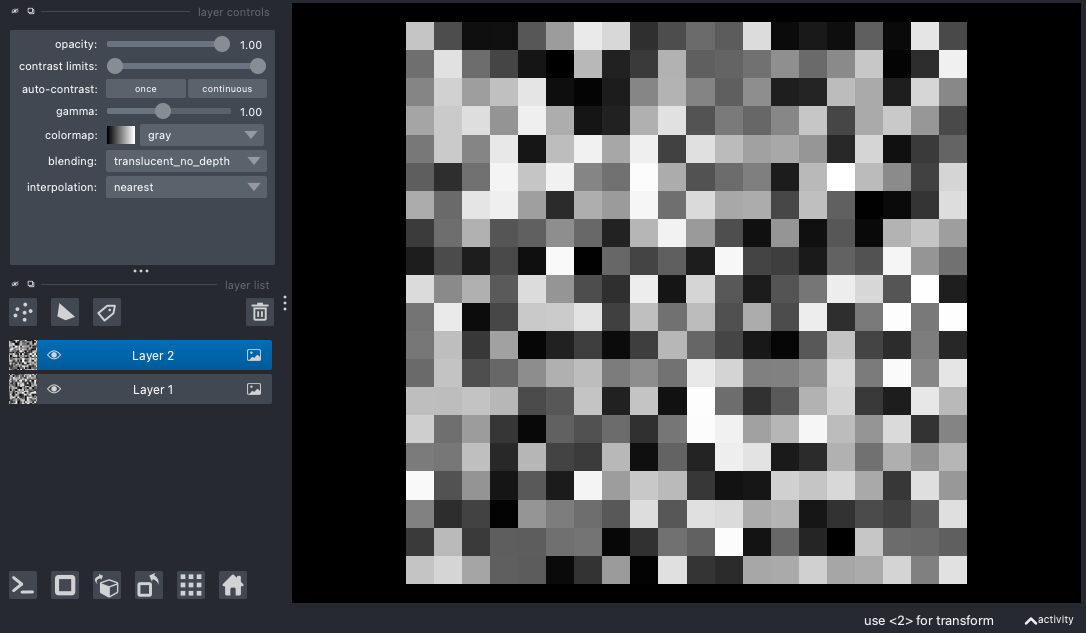 layer controls
opacity: 1.00
contrast limits:
auto-contrast: once continuous
gamma: 1.00
colormap: gray
blending: translucent_no_depth
interpolation: nearest
layer list
Layer 2
Layer 1
use <2> for transform activity